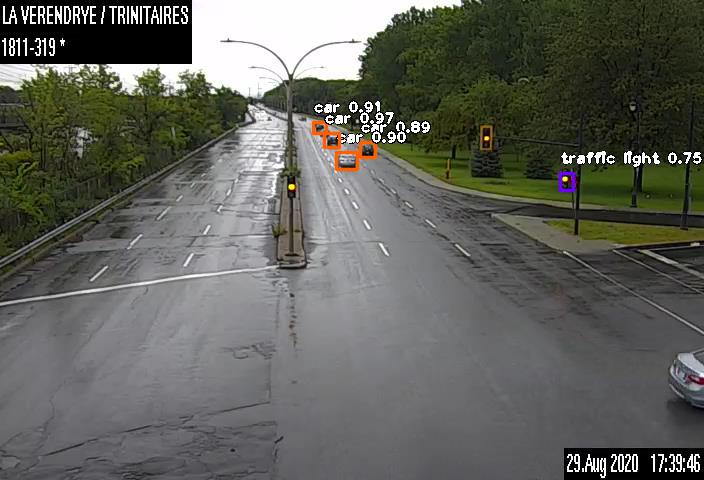 LA VERENDRYE / TRINITAIRES
1811-319 *
car 0.91
car 0.97
car 0.89
car 0.90
traffic light 0.75
29.Aug 2020 17:39:46